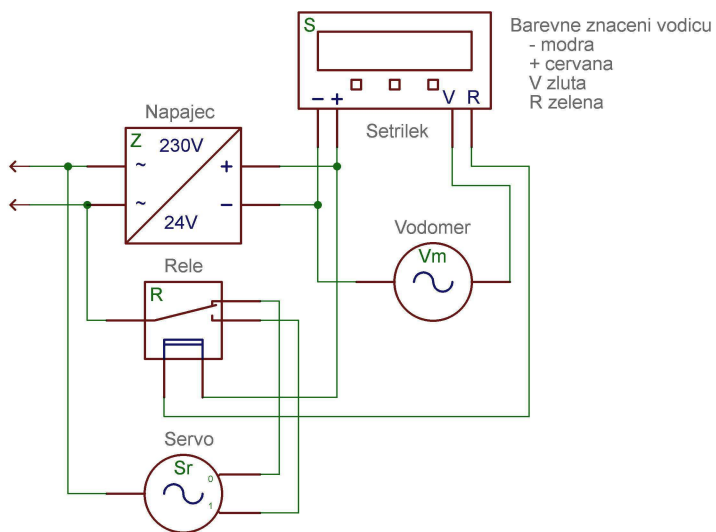 S
- +
V R
Setrilek
Barevne znaceni vodicu
- modra
+ cervana
V zluta
R zelena
Napajec
Z
230V
~ +
~ -
24V
Vodomer
Vm
Rele
R
Servo
Sr
0
1